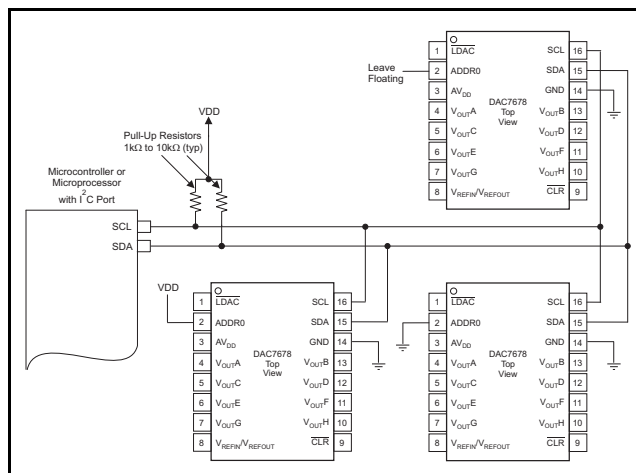 Leave
Floating
1 LDAC SCL 16
2 ADDR0 SDA 15
3 AVDD GND 14
4 VOUTA VOUTB 13
5 VOUTC VOUTD 12
6 VOUTE VOUTF 11
7 VOUTG VOUTH 10
8 VREFIN/VREFOUT CLR 9
DAC7678
Top
View
VDD
Pull-Up Resistors
1kΩ to 10kΩ (typ)
Microcontroller or
Microprocessor
with I2C Port
SCL
SDA
VDD
1 LDAC SCL 16
2 ADDR0 SDA 15
3 AVDD GND 14
4 VOUTA VOUTB 13
5 VOUTC VOUTD 12
6 VOUTE VOUTF 11
7 VOUTG VOUTH 10
8 VREFIN/VREFOUT CLR 9
DAC7678
Top
View
1 LDAC SCL 16
2 ADDR0 SDA 15
3 AVDD GND 14
4 VOUTA VOUTB 13
5 VOUTC VOUTD 12
6 VOUTE VOUTF 11
7 VOUTG VOUTH 10
8 VREFIN/VREFOUT CLR 9
DAC7678
Top
View